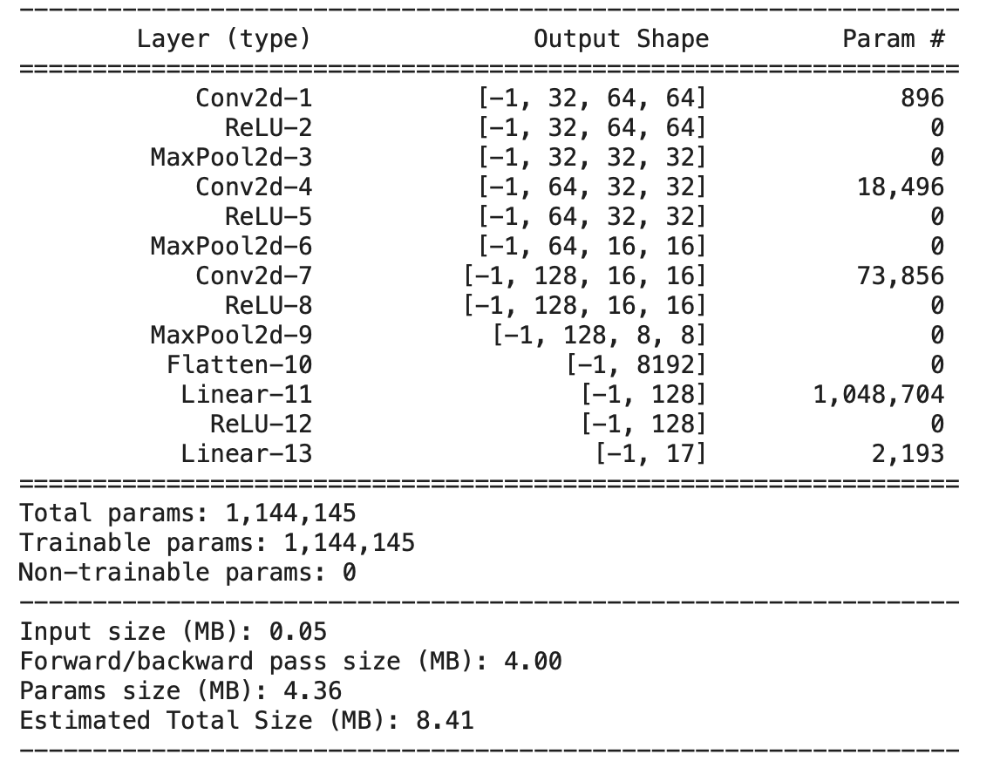 ----------------------------------------------------------------
        Layer (type)               Output Shape         Param #
================================================================
            Conv2d-1           [-1, 32, 64, 64]             896
              ReLU-2           [-1, 32, 64, 64]               0
         MaxPool2d-3           [-1, 32, 32, 32]               0
            Conv2d-4           [-1, 64, 32, 32]          18,496
              ReLU-5           [-1, 64, 32, 32]               0
         MaxPool2d-6           [-1, 64, 16, 16]               0
            Conv2d-7          [-1, 128, 16, 16]          73,856
              ReLU-8          [-1, 128, 16, 16]               0
         MaxPool2d-9            [-1, 128, 8, 8]               0
          Flatten-10                 [-1, 8192]               0
           Linear-11                  [-1, 128]       1,048,704
             ReLU-12                  [-1, 128]               0
           Linear-13                   [-1, 17]           2,193
================================================================
Total params: 1,144,145
Trainable params: 1,144,145
Non-trainable params: 0
----------------------------------------------------------------
Input size (MB): 0.05
Forward/backward pass size (MB): 4.00
Params size (MB): 4.36
Estimated Total Size (MB): 8.41
----------------------------------------------------------------